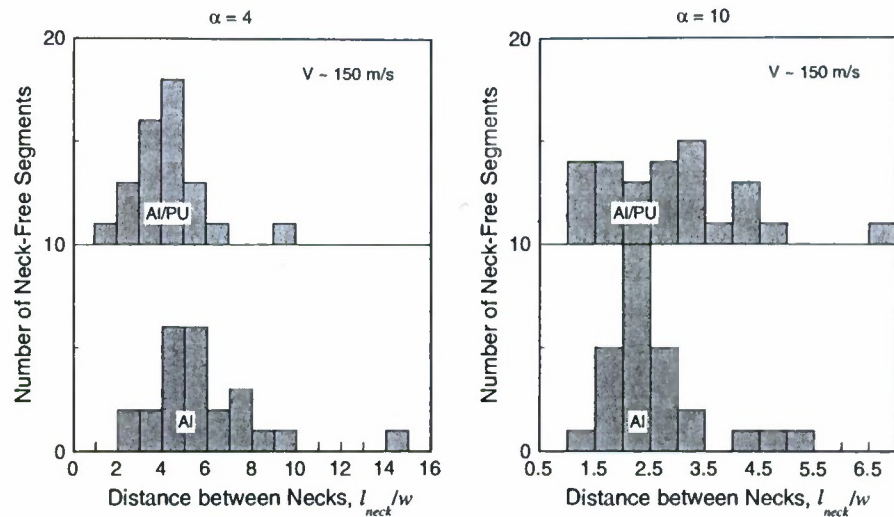 α = 4
20
V ~ 150 m/s
Al/PU
10
Al
0
0 2 4 6 8 10 12 14 16
Number of Neck-Free Segments
Distance between Necks, l_neck/w
α = 10
20
V ~ 150 m/s
Al/PU
10
Al
0
0.5 1.5 2.5 3.5 4.5 5.5 6.5
Number of Neck-Free Segments
Distance between Necks, l_neck/w